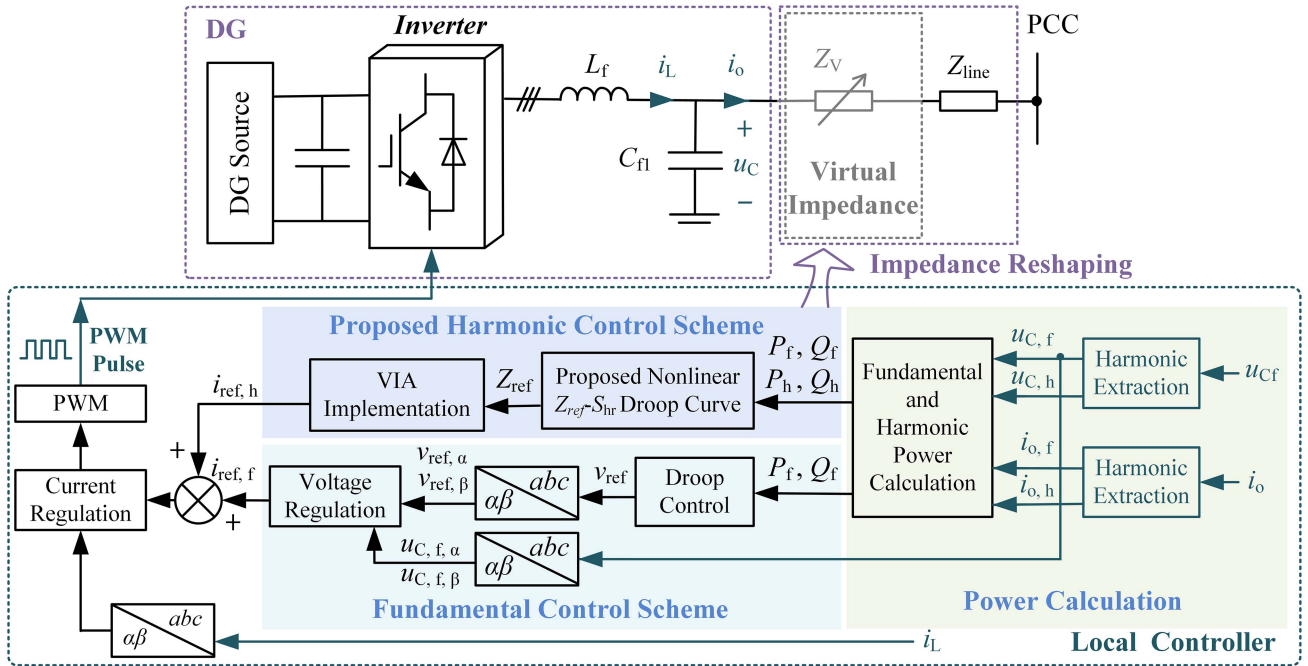 DG
Inverter
PCC
DG Source
L_f
i_L
i_o
Z_V
Z_line
C_f1
+
u_C
−
Virtual
Impedance
Impedance Reshaping
PWM
Pulse
Proposed Harmonic Control Scheme
P_f , Q_f
P_h , Q_h
i_ref, h
VIA
Implementation
Z_ref
Proposed Nonlinear
Z_ref-S_hr Droop Curve
Fundamental
and
Harmonic
Power
Calculation
u_C, f
u_C, h
Harmonic
Extraction
u_Cf
PWM
+
i_ref, f
+
Current
Regulation
Voltage
Regulation
v_ref, α
v_ref, β
abc
αβ
v_ref
Droop
Control
P_f , Q_f
i_o, f
i_o, h
Harmonic
Extraction
i_o
u_C, f, α
u_C, f, β
abc
αβ
Fundamental Control Scheme
Power Calculation
abc
αβ
i_L
Local Controller